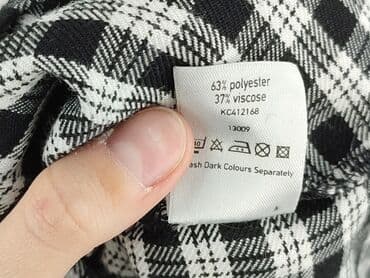 63% polyester
37% viscose
KC412168
13009
ash Dark Colours Separately